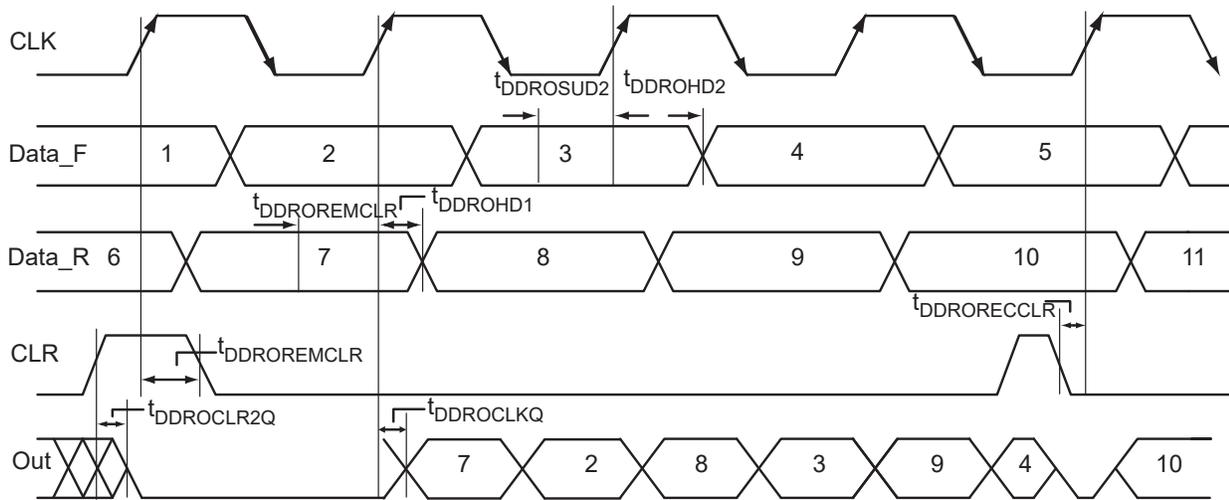 CLK
tDDROSUD2 tDDROHD2
Data_F 1 2 3 4 5
tDDROREMCLR tDDROHD1
Data_R 6 7 8 9 10 11
tDDRORECCLR
CLR
tDDROREMCLR
tDDROCLR2Q tDDROCLKQ
Out 7 2 8 3 9 4 10